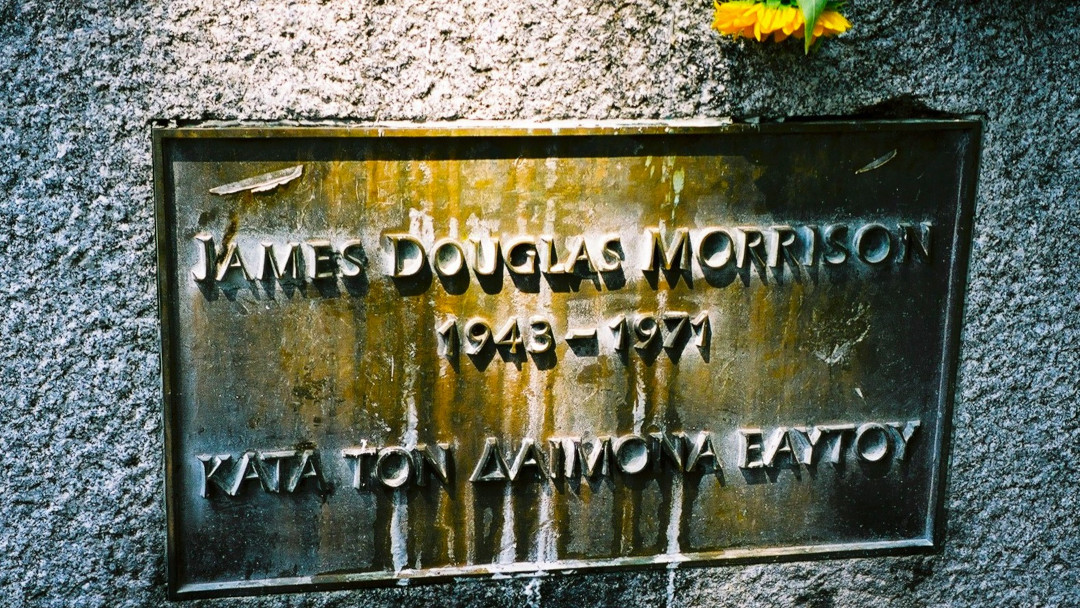 JAMES DOUGLAS MORRISON
1943 – 1971
ΚΑΤΑ ΤΟΝ ΔΑΙΜΟΝΑ ΕΑΥΤΟΥ